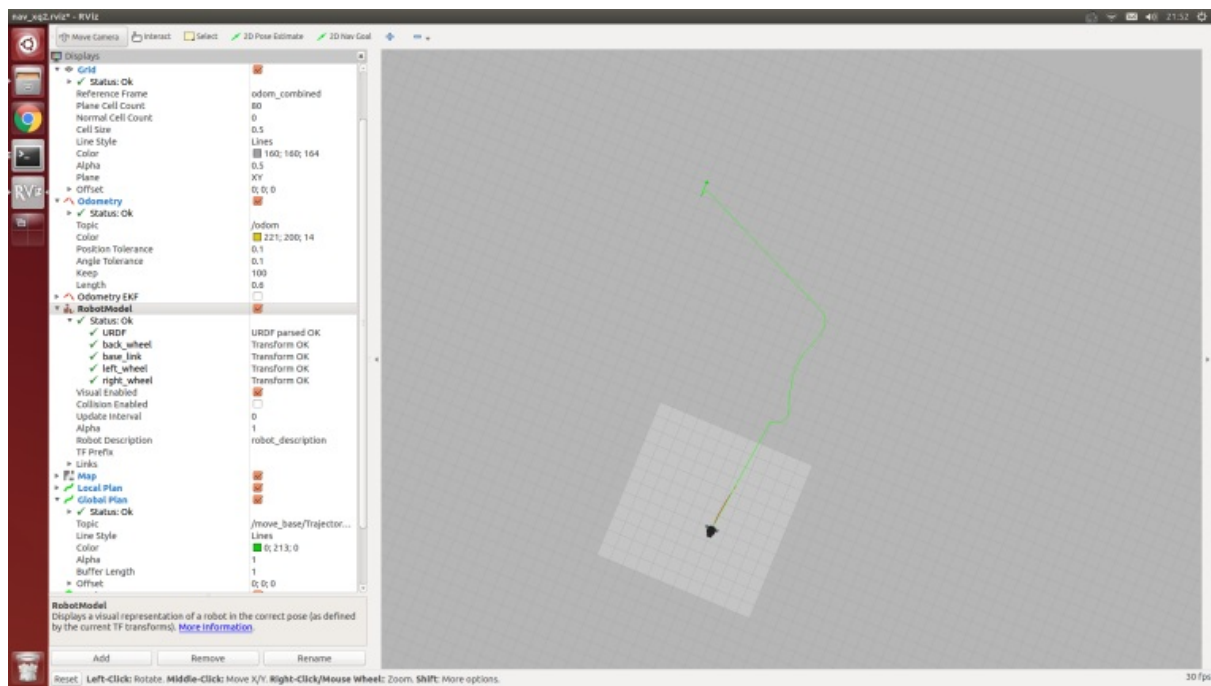 nav_xq2.rviz* - RViz
21:52
Move Camera Interact Select 2D Pose Estimate 2D Nav Goal
Displays
Grid
Status: Ok
Reference Frame odom_combined
Plane Cell Count 80
Normal Cell Count 0
Cell Size 0.5
Line Style Lines
Color 160; 160; 164
Alpha 0.5
Plane XY
Offset 0; 0; 0
Odometry
Status: Ok
Topic /odom
Color 221; 200; 14
Position Tolerance 0.1
Angle Tolerance 0.1
Keep 100
Length 0.6
Odometry EKF
RobotModel
Status: Ok
URDF URDF parsed OK
back_wheel Transform OK
base_link Transform OK
left_wheel Transform OK
right_wheel Transform OK
Visual Enabled
Collision Enabled
Update Interval 0
Alpha 1
Robot Description robot_description
TF Prefix
Links
Map
Local Plan
Global Plan
Status: Ok
Topic /move_base/Trajector...
Line Style Lines
Color 0; 213; 0
Alpha 1
Buffer Length 1
Offset 0; 0; 0
RobotModel
Displays a visual representation of a robot in the correct pose (as defined
by the current TF transforms). More Information.
Add Remove Rename
Reset Left-Click: Rotate. Middle-Click: Move X/Y. Right-Click/Mouse Wheel: Zoom. Shift: More options. 30 fps
RViz